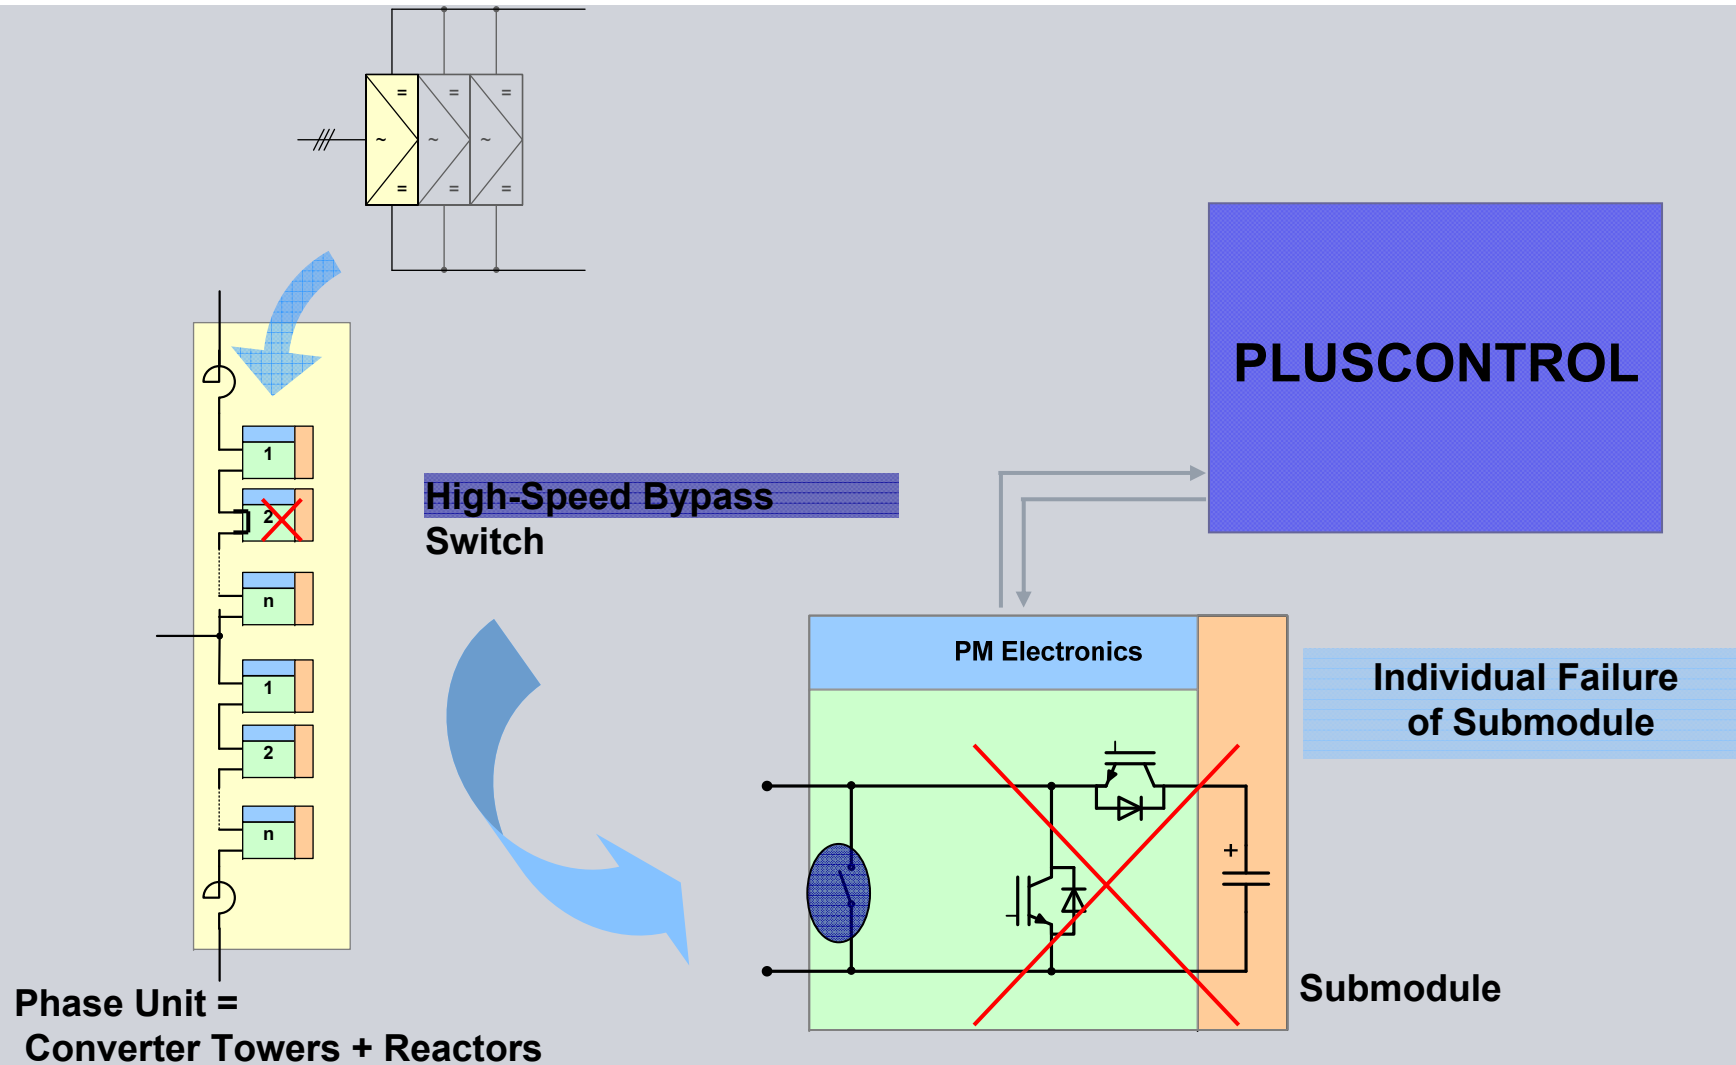 = = =
~ ~ ~
= = =
PLUSCONTROL
1
2
n
1
2
n
High-Speed Bypass
Switch
PM Electronics
Individual Failure
of Submodule
+
Submodule
Phase Unit =
Converter Towers + Reactors